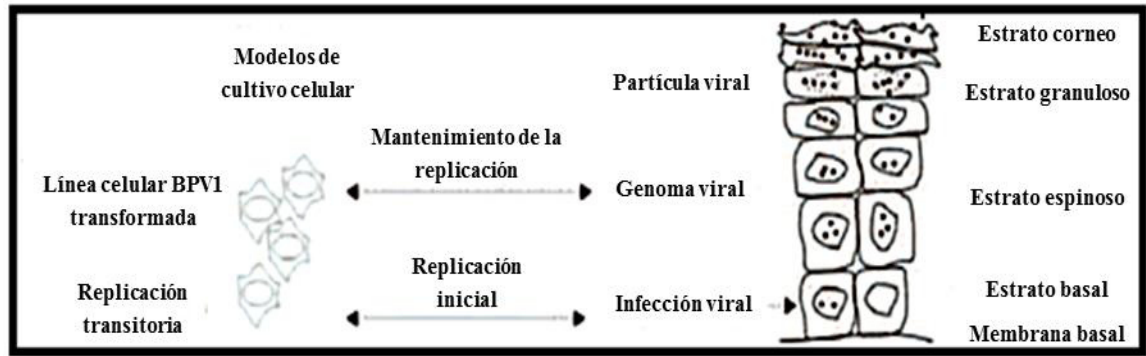 Modelos de
cultivo celular
Línea celular BPV1
transformada
Replicación
transitoria
Mantenimiento de la
replicación
Replicación
inicial
Partícula viral
Genoma viral
Infección viral
Estrato corneo
Estrato granuloso
Estrato espinoso
Estrato basal
Membrana basal